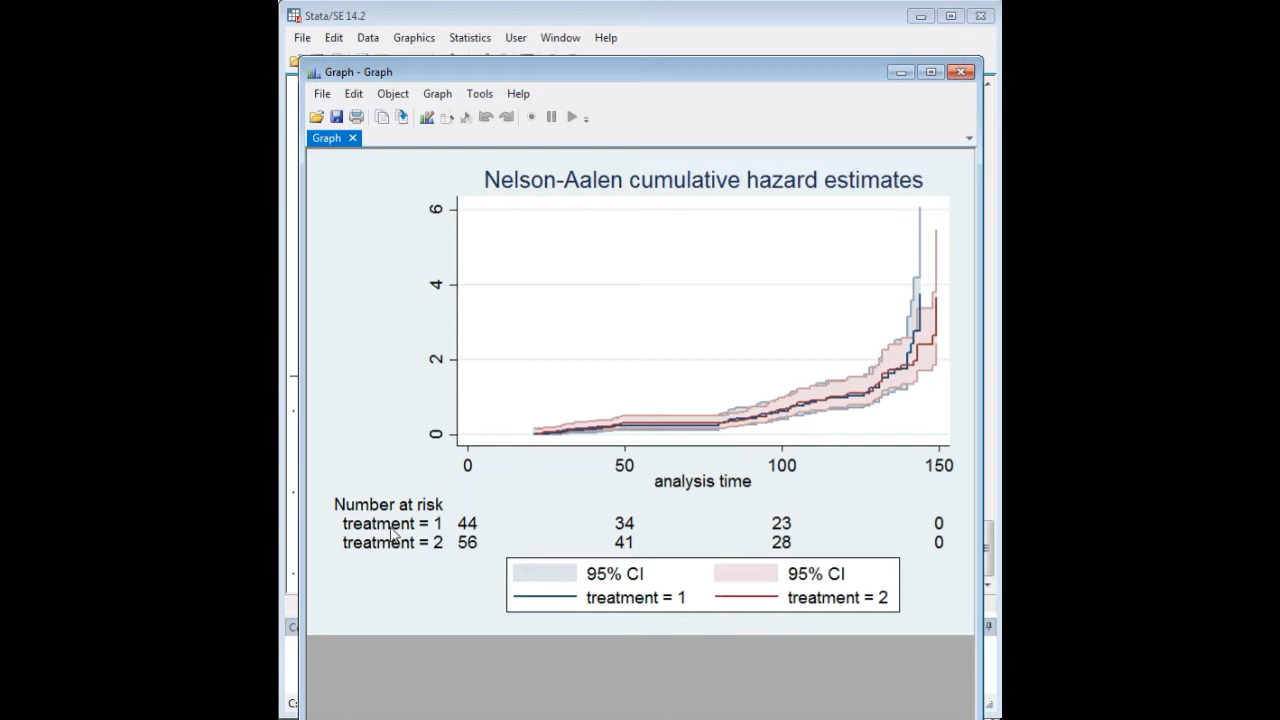 Stata/SE 14.2
File Edit Data Graphics Statistics User Window Help
Graph - Graph
File Edit Object Graph Tools Help
Graph
Nelson-Aalen cumulative hazard estimates
6
4
2
0
0 50 100 150
analysis time
Number at risk
treatment = 1 44 34 23 0
treatment = 2 56 41 28 0
95% CI 95% CI
treatment = 1 treatment = 2